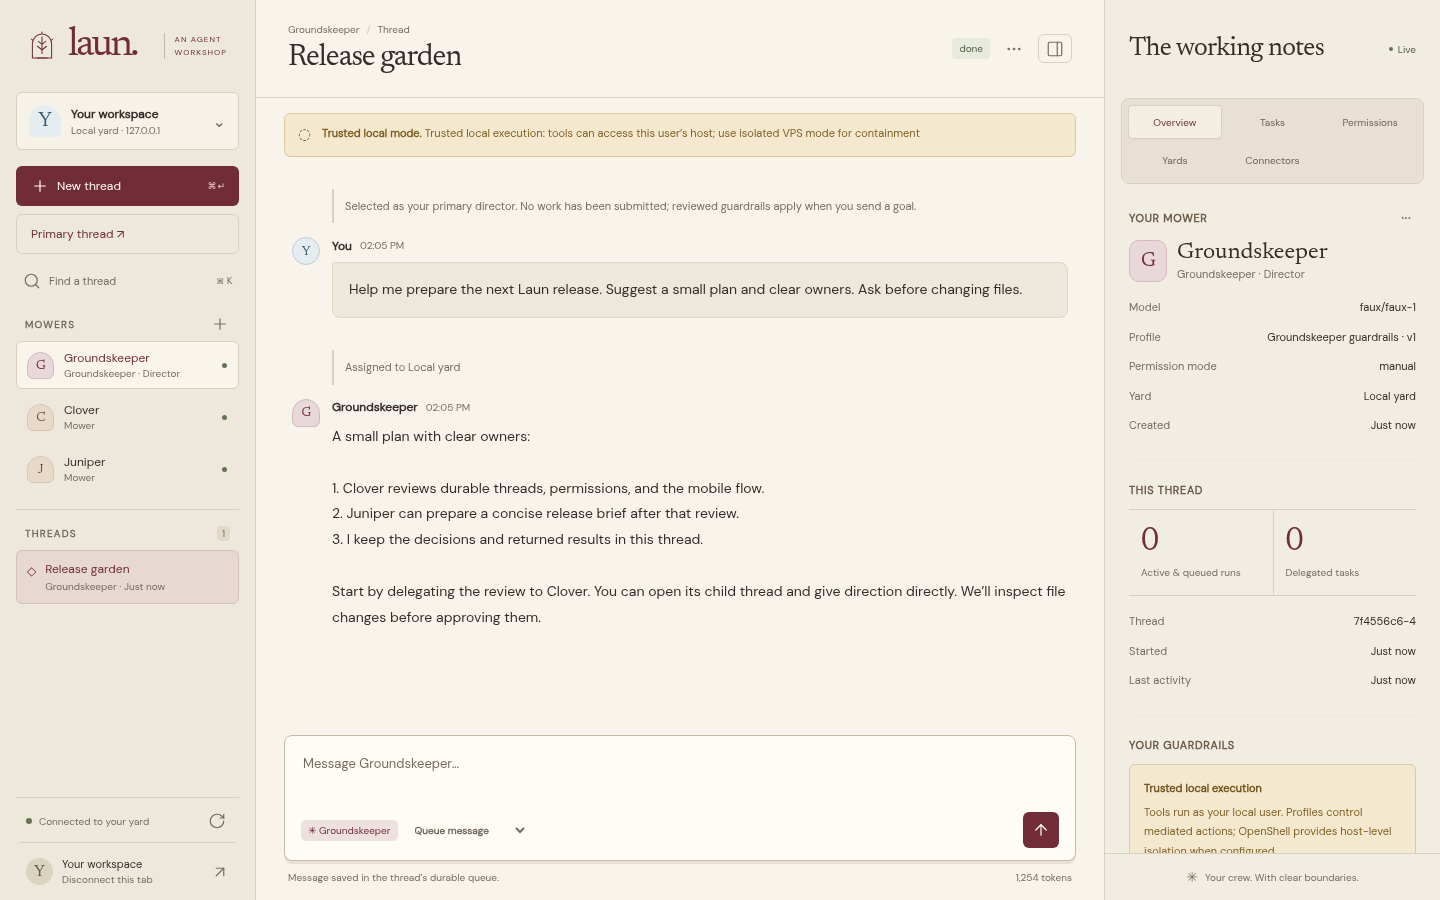 laun.
AN AGENT
WORKSHOP
Y
Your workspace
Local yard · 127.0.0.1
New thread
⌘↵
Primary thread ↗
Find a thread
⌘ K
MOWERS
G
Groundskeeper
Groundskeeper · Director
C
Clover
Mower
J
Juniper
Mower
THREADS
1
Release garden
Groundskeeper · Just now
Connected to your yard
Y
Your workspace
Disconnect this tab
Groundskeeper / Thread
Release garden
done
Trusted local mode. Trusted local execution: tools can access this user's host; use isolated VPS mode for containment
Selected as your primary director. No work has been submitted; reviewed guardrails apply when you send a goal.
Y
You 02:05 PM
Help me prepare the next Laun release. Suggest a small plan and clear owners. Ask before changing files.
Assigned to Local yard
G
Groundskeeper 02:05 PM
A small plan with clear owners:
1. Clover reviews durable threads, permissions, and the mobile flow.
2. Juniper can prepare a concise release brief after that review.
3. I keep the decisions and returned results in this thread.
Start by delegating the review to Clover. You can open its child thread and give direction directly. We'll inspect file
changes before approving them.
Message Groundskeeper…
✳ Groundskeeper
Queue message
Message saved in the thread's durable queue.
1,254 tokens
The working notes
Live
Overview
Tasks
Permissions
Yards
Connectors
YOUR MOWER
G
Groundskeeper
Groundskeeper · Director
Model faux/faux-1
Profile Groundskeeper guardrails · v1
Permission mode manual
Yard Local yard
Created Just now
THIS THREAD
0
Active & queued runs
0
Delegated tasks
Thread 7f4556c6-4
Started Just now
Last activity Just now
YOUR GUARDRAILS
Trusted local execution
Tools run as your local user. Profiles control
mediated actions; OpenShell provides host-level
isolation when configured.
✳ Your crew. With clear boundaries.